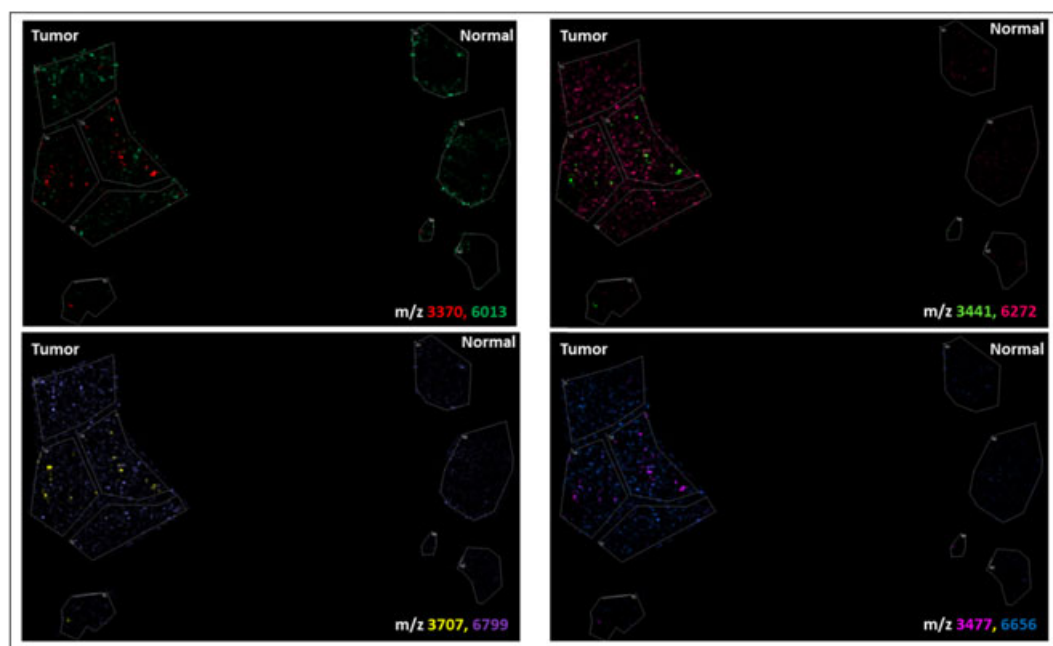 Tumor
Normal
m/z 3370, 6013
Tumor
Normal
m/z 3441, 6272
Tumor
Normal
m/z 3707, 6799
Tumor
Normal
m/z 3477, 6656